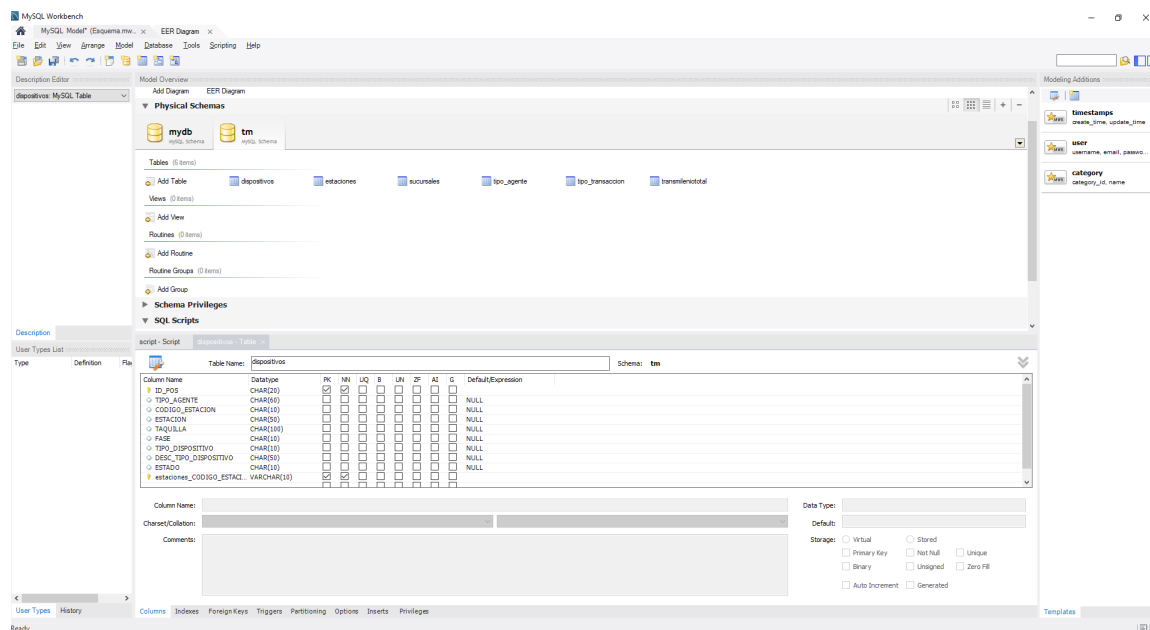 MySQL Workbench
MySQL Model* (Esquema.mw... × EER Diagram ×
File Edit View Arrange Model Database Tools Scripting Help
Description Editor
dispositivos: MySQL Table
Description
User Types List
Type Definition Fla
User Types History
Ready
Model Overview
Add Diagram EER Diagram
Physical Schemas
mydb
MySQL Schema
tm
MySQL Schema
Tables (6 items)
Add Table dispositivos estaciones sucursales tipo_agente tipo_transaccion transmileniototal
Views (0 items)
Add View
Routines (0 items)
Add Routine
Routine Groups (0 items)
Add Group
Schema Privileges
SQL Scripts
script - Script dispositivos - Table ×
Table Name: dispositivos Schema: tm
Column Name Datatype PK NN UQ B UN ZF AI G Default/Expression
ID_POS CHAR(20)
TIPO_AGENTE CHAR(60) NULL
CODIGO_ESTACION CHAR(10) NULL
ESTACION CHAR(50) NULL
TAQUILLA CHAR(100) NULL
FASE CHAR(10) NULL
TIPO_DISPOSITIVO CHAR(10) NULL
DESC_TIPO_DISPOSITIVO CHAR(50) NULL
ESTADO CHAR(10) NULL
estaciones_CODIGO_ESTACI... VARCHAR(10)
Column Name: Data Type:
Charset/Collation: Default:
Comments: Storage: Virtual Stored
Primary Key Not Null Unique
Binary Unsigned Zero Fill
Auto Increment Generated
Columns Indexes Foreign Keys Triggers Partitioning Options Inserts Privileges
Modeling Additions
timestamps
create_time, update_time
user
username, email, passwo...
category
category_id, name
Templates